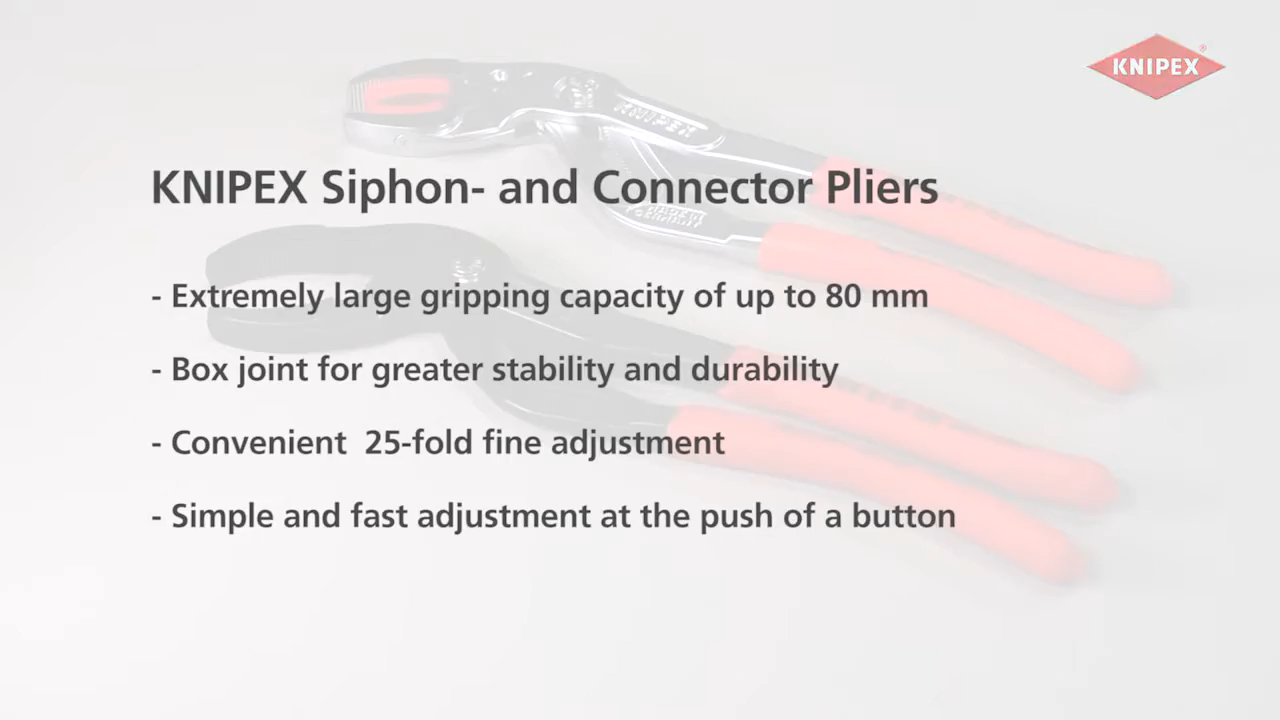 KNIPEX
KNIPEX
KNIPEX Siphon- and Connector Pliers
- Extremely large gripping capacity of up to 80 mm
- Box joint for greater stability and durability
- Convenient  25-fold fine adjustment
- Simple and fast adjustment at the push of a button